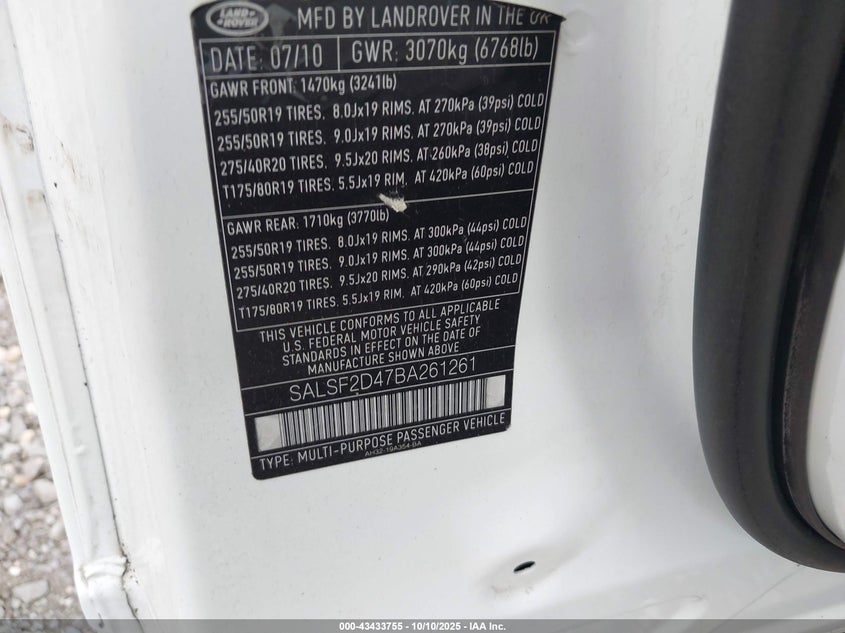 LAND ROVER
MFD BY LANDROVER IN THE UK
DATE: 07/10 GWR: 3070kg (6768lb)
GAWR FRONT: 1470kg (3241lb)
255/50R19 TIRES. 8.0Jx19 RIMS. AT 270kPa (39psi) COLD
255/50R19 TIRES. 9.0Jx19 RIMS. AT 270kPa (39psi) COLD
275/40R20 TIRES. 9.5Jx20 RIMS. AT 260kPa (38psi) COLD
T175/80R19 TIRES. 5.5Jx19 RIM. AT 420kPa (60psi) COLD
GAWR REAR: 1710kg (3770lb)
255/50R19 TIRES. 8.0Jx19 RIMS. AT 300kPa (44psi) COLD
255/50R19 TIRES. 9.0Jx19 RIMS. AT 300kPa (44psi) COLD
275/40R20 TIRES. 9.5Jx20 RIMS. AT 290kPa (42psi) COLD
T175/80R19 TIRES. 5.5Jx19 RIM. AT 420kPa (60psi) COLD
THIS VEHICLE CONFORMS TO ALL APPLICABLE
U.S. FEDERAL MOTOR VEHICLE SAFETY
STANDARDS IN EFFECT ON THE DATE OF
MANUFACTURE SHOWN ABOVE
SALSF2D47BA261261
TYPE: MULTI-PURPOSE PASSENGER VEHICLE
AH32-19A364-BA
000-43433755 - 10/10/2025 - IAA Inc.